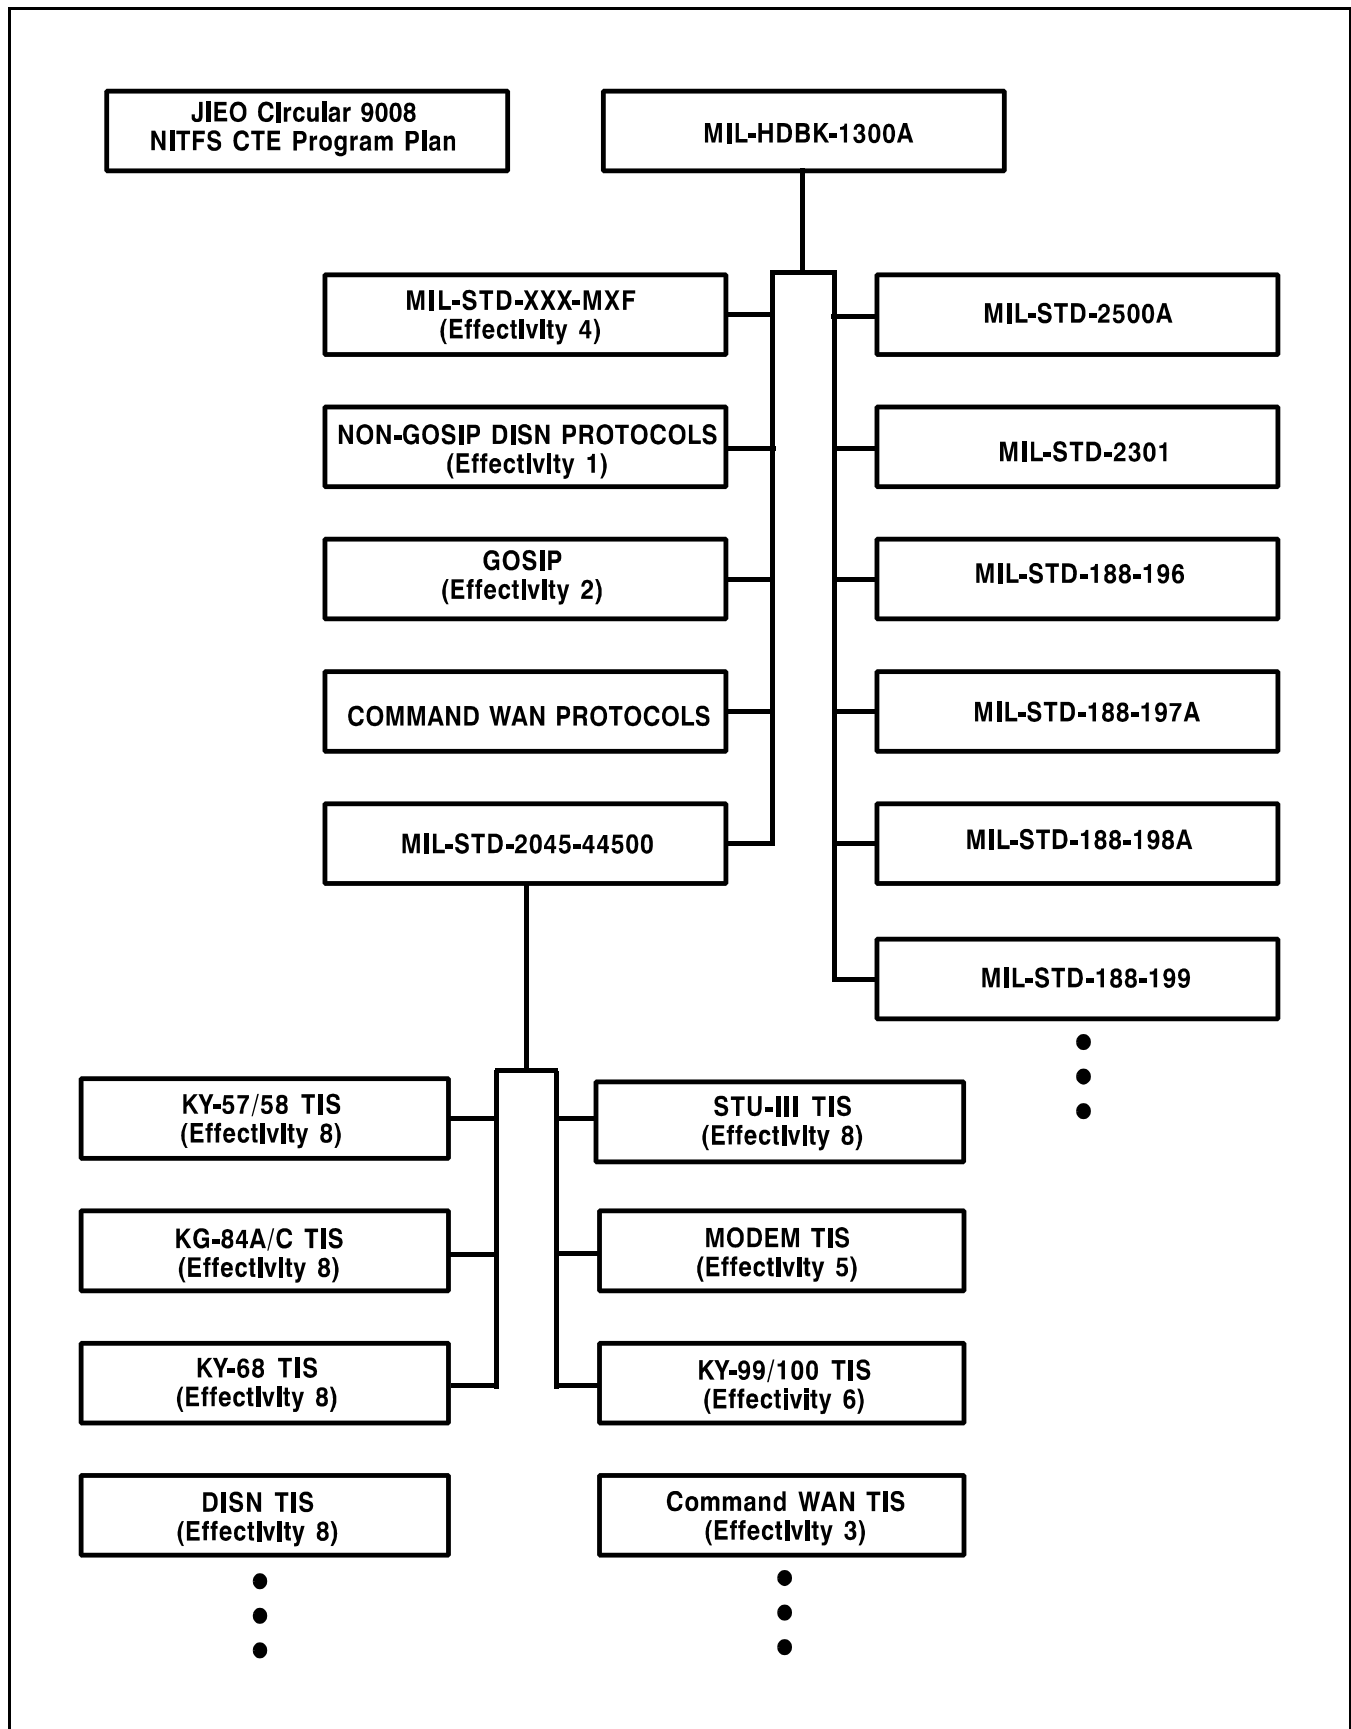 JIEO Circular 9008
NITFS CTE Program Plan
MIL-HDBK-1300A
MIL-STD-XXX-MXF
(Effectivity 4)
MIL-STD-2500A
NON-GOSIP DISN PROTOCOLS
(Effectivity 1)
MIL-STD-2301
GOSIP
(Effectivity 2)
MIL-STD-188-196
COMMAND WAN PROTOCOLS
MIL-STD-188-197A
MIL-STD-2045-44500
MIL-STD-188-198A
MIL-STD-188-199
KY-57/58 TIS
(Effectivity 8)
STU-III TIS
(Effectivity 8)
KG-84A/C TIS
(Effectivity 8)
MODEM TIS
(Effectivity 5)
KY-68 TIS
(Effectivity 8)
KY-99/100 TIS
(Effectivity 6)
DISN TIS
(Effectivity 8)
Command WAN TIS
(Effectivity 3)